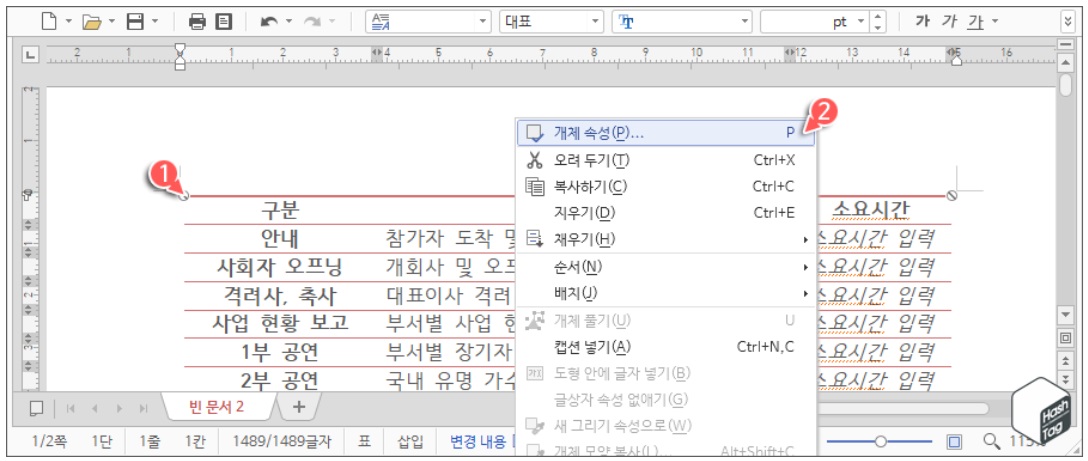 대표 pt 가 가 가
2 1 1 2 3 4 5 6 7 8 9 10 11 12 13 14 15 16
2
개체 속성(P)... P
오려 두기(T) Ctrl+X
1
복사하기(C) Ctrl+C
구분 지우기(D) Ctrl+E 소요시간
안내 참가자 도착 및 채우기(H) 소요시간 입력
사회자 오프닝 개회사 및 오프 순서(N) 소요시간 입력
격려사, 축사 대표이사 격려 배치(J) 소요시간 입력
사업 현황 보고 부서별 사업 현 개체 풀기(U) U 소요시간 입력
1부 공연 부서별 장기자 캡션 넣기(A) Ctrl+N,C 소요시간 입력
2부 공연 국내 유명 가수 도형 안에 글자 넣기(B) 소요시간 입력
빈 문서 2 글상자 속성 없애기(G)
Hash
Tag
1/2쪽 1단 1줄 1칸 1489/1489글자 표 삽입 변경 내용 새 그리기 속성으로(W)
개체 모양 복사(L)... Alt+Shift+C